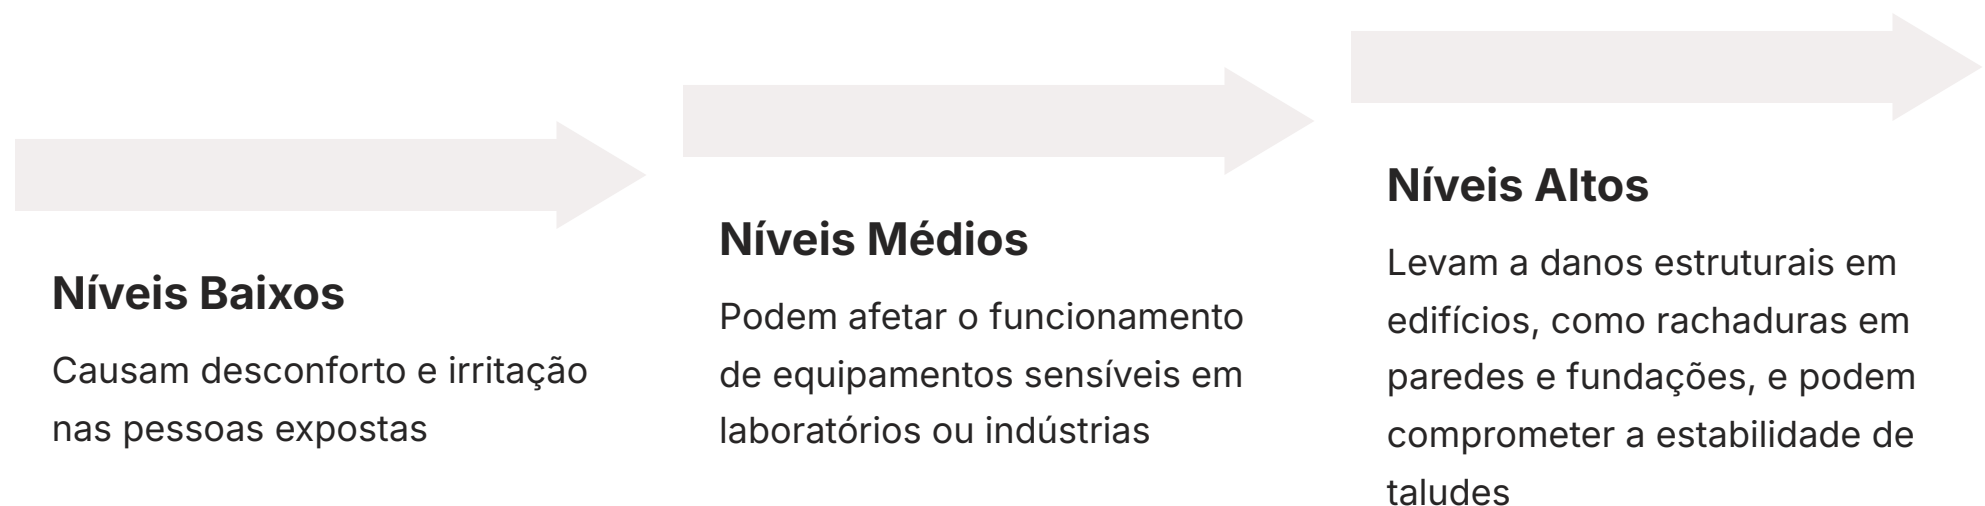 Níveis Baixos
Causam desconforto e irritação
nas pessoas expostas
Níveis Médios
Podem afetar o funcionamento
de equipamentos sensíveis em
laboratórios ou indústrias
Níveis Altos
Levam a danos estruturais em
edifícios, como rachaduras em
paredes e fundações, e podem
comprometer a estabilidade de
taludes